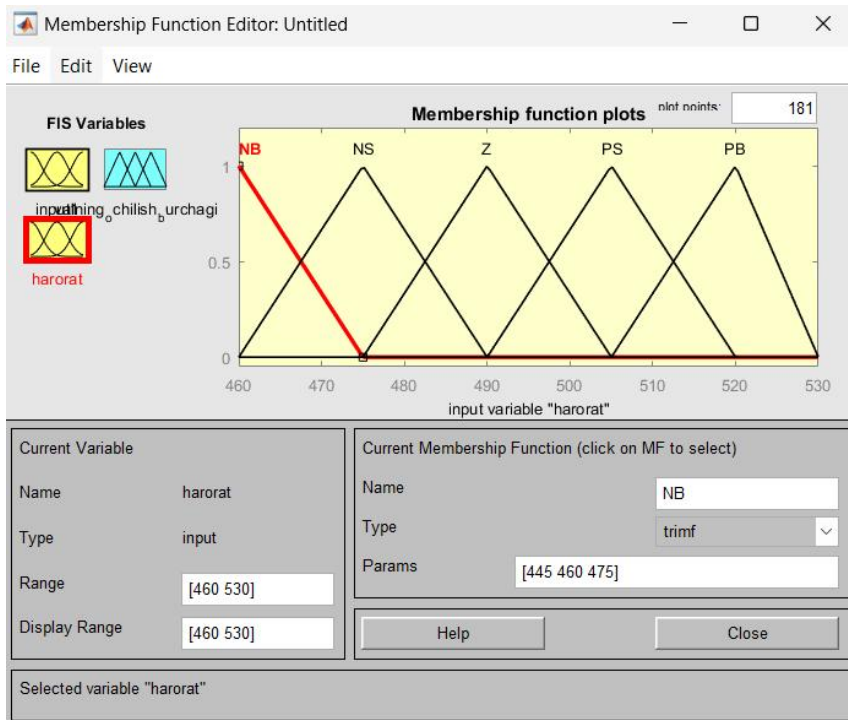 Membership Function Editor: Untitled
File Edit View
FIS Variables
harorat
Membership function plots plot points: 181
NB NS Z PS PB
1
0.5
0
460 470 480 490 500 510 520 530
input variable "harorat"
Current Variable
Name harorat
Type input
Range [460 530]
Display Range [460 530]
Current Membership Function (click on MF to select)
Name NB
Type trimf
Params [445 460 475]
Help Close
Selected variable "harorat"